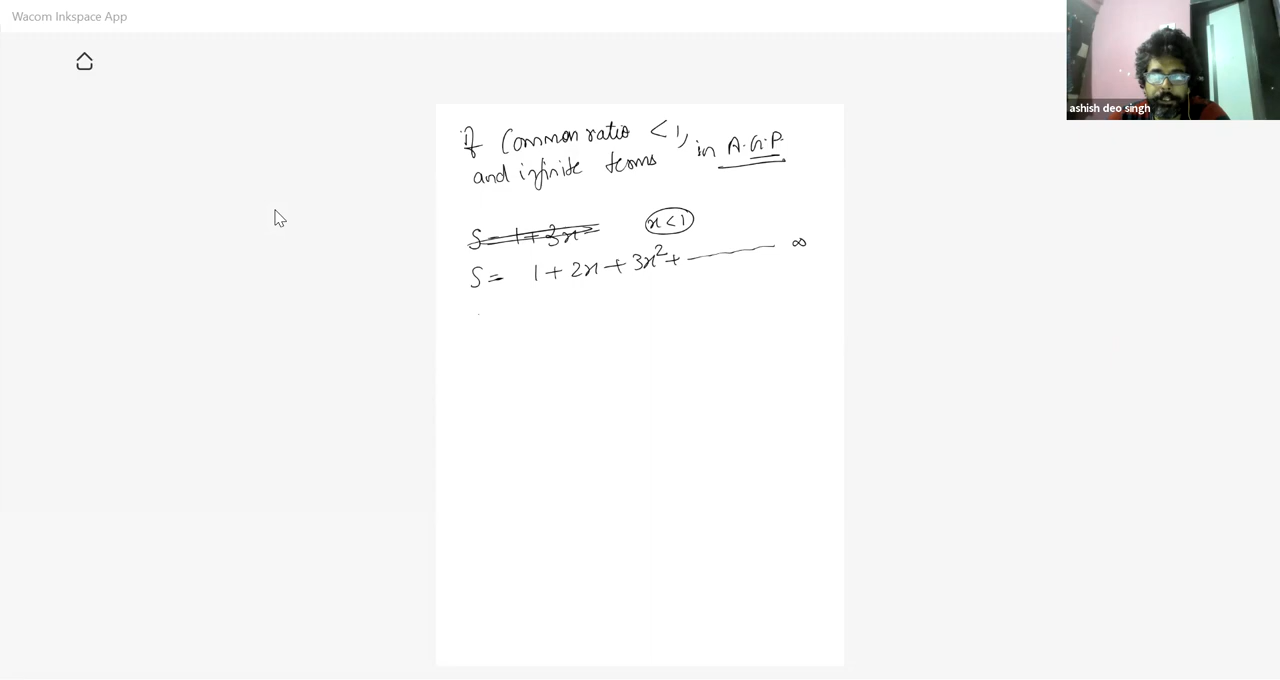 Wacom Inkspace App
ashish deo singh
if Common ratio < 1, in A.G.P.
and infinite terms
S = 1 + 3x²
x < 1
S = 1 + 2x + 3x² + ——— ∞